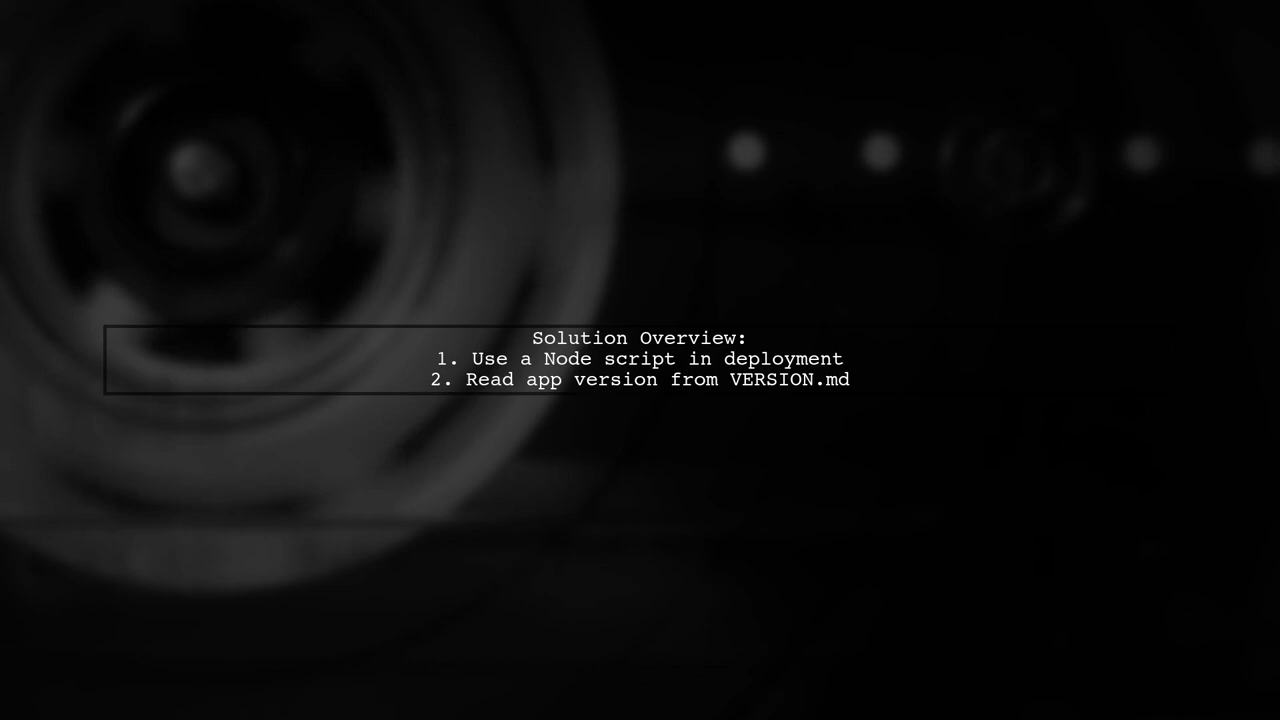 Solution Overview:
1. Use a Node script in deployment
2. Read app version from VERSION.md